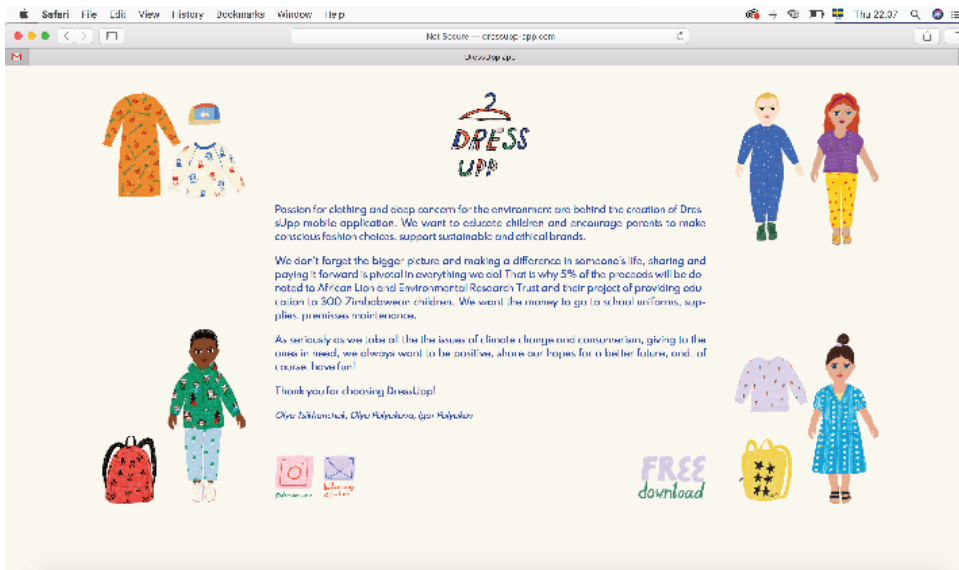 Safari File Edit View History Bookmarks Window Help
Thu 22.07
Not Secure — dressupp-app.com
DressUpp app
DRESS
UPP
Passion for clothing and deep concern for the environment are behind the creation of Dres-
sUpp mobile application. We want to educate children and encourage parents to make
conscious fashion choices, support sustainable and ethical brands.
We don't forget the bigger picture and making a difference in someone's life, sharing and
paying it forward is pivotal in everything we do! That is why 5% of the proceeds will be do-
nated to African Lion and Environmental Research Trust and their project of providing edu-
cation to 300 Zimbabwean children. We want the money to go to school uniforms, sup-
plies, premisses maintenance.
As seriously as we take all the the issues of climate change and consumerism, giving to the
ones in need, we always want to be positive, share our hopes for a better future, and, of
course, have fun!
Thank you for choosing DressUpp!
Olya Polyakova, Igor Polyakov
FREE
download